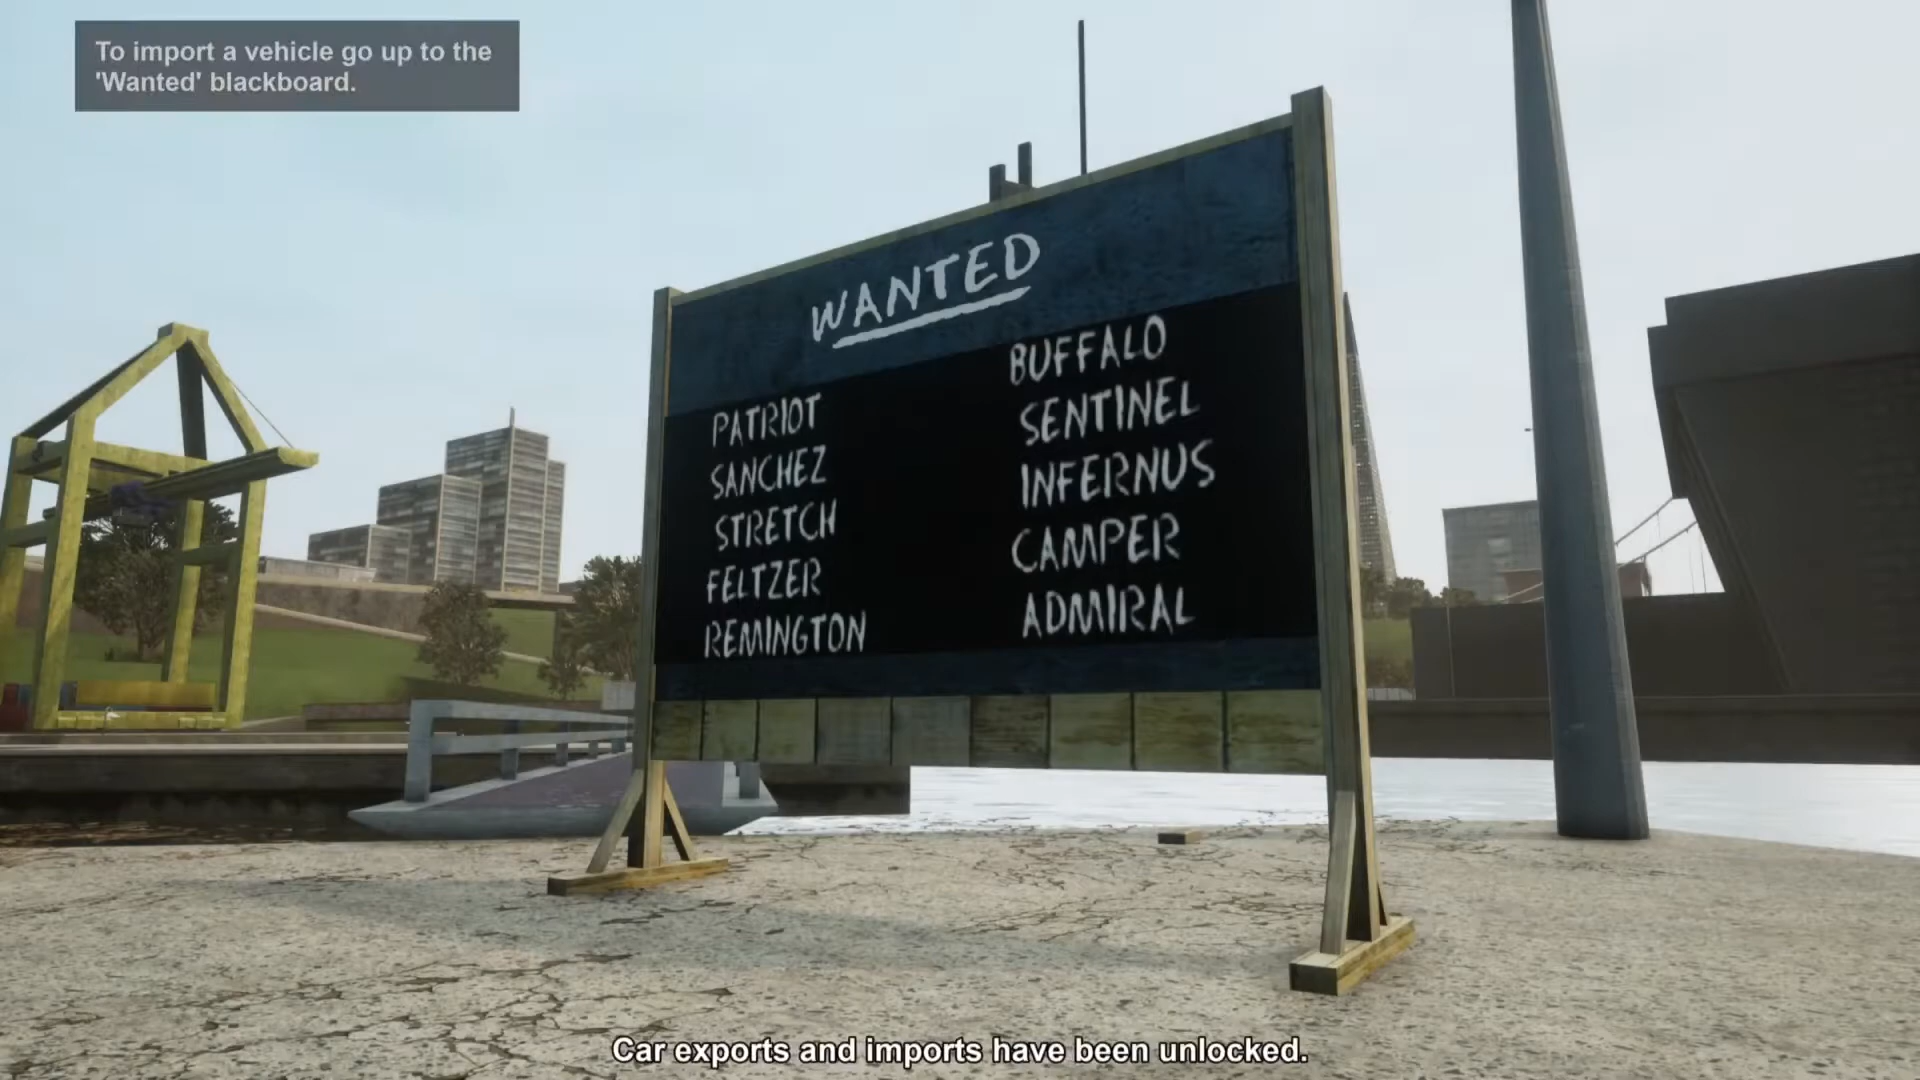 To import a vehicle go up to the
'Wanted' blackboard.
WANTED
PATRIOT
SANCHEZ
STRETCH
FELTZER
REMINGTON
BUFFALO
SENTINEL
INFERNUS
CAMPER
ADMIRAL
Car exports and imports have been unlocked.